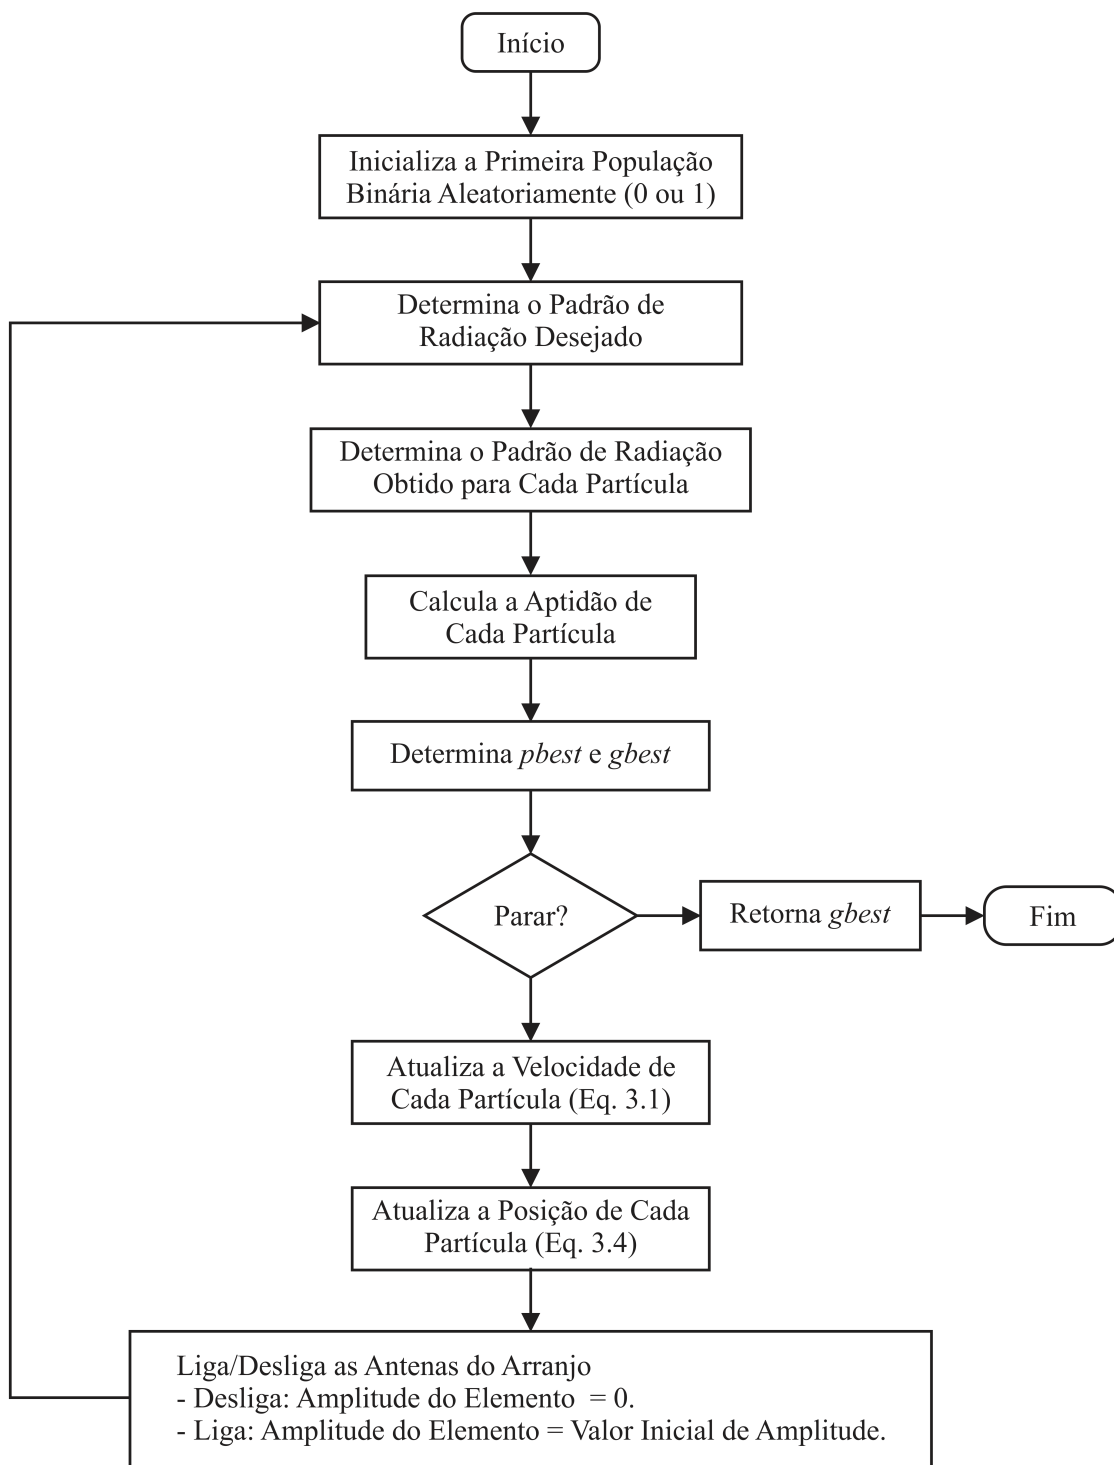 Início
Inicializa a Primeira População
Binária Aleatoriamente (0 ou 1)
Determina o Padrão de
Radiação Desejado
Determina o Padrão de Radiação
Obtido para Cada Partícula
Calcula a Aptidão de
Cada Partícula
Determina pbest e gbest
Parar?
Retorna gbest
Fim
Atualiza a Velocidade de
Cada Partícula (Eq. 3.1)
Atualiza a Posição de Cada
Partícula (Eq. 3.4)
Liga/Desliga as Antenas do Arranjo
- Desliga: Amplitude do Elemento = 0.
- Liga: Amplitude do Elemento = Valor Inicial de Amplitude.